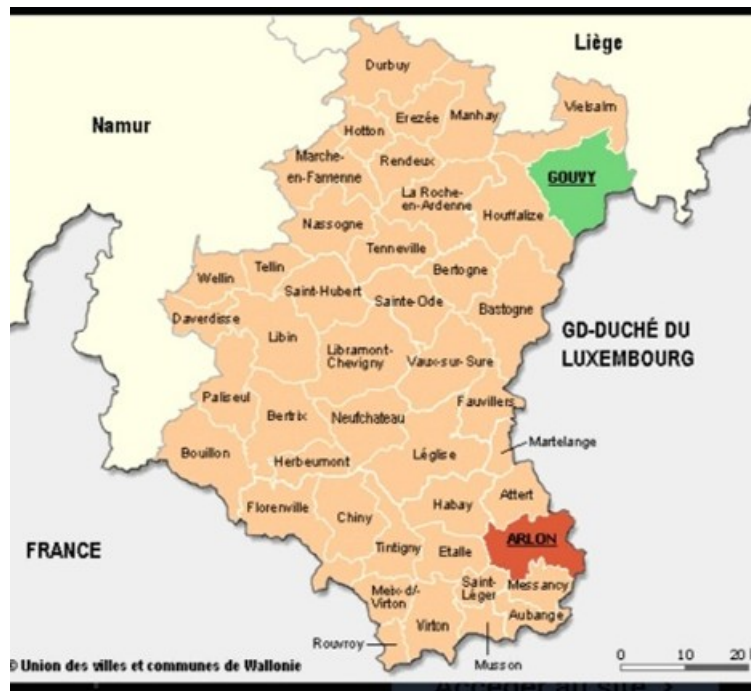 Liège
Durbuy
Vielsalm
Namur
Erezée
Manhay
Hotton
Marche-
en-Famenne
Rendeux
GOUVY
La Roche-
en-Ardenne
Houffalize
Nassogne
Tenneville
Bertogne
Wellin
Tellin
Saint-Hubert
Sainte-Ode
Bastogne
Daverdisse
Libin
GD-DUCHÉ DU
LUXEMBOURG
Libramont-
Chevigny
Vaux-sur-Sure
Paliseul
Bertrix
Neufchateau
Fauvillers
Martelange
Bouillon
Herbeumont
Léglise
Attert
Florenville
Chiny
Habay
FRANCE
Tintigny
Etalle
ARLON
Meix-d/-
Virton
Saint-
Léger
Messancy
Aubange
Virton
Rouvroy
Musson
0 10 20
© Union des villes et communes de Wallonie